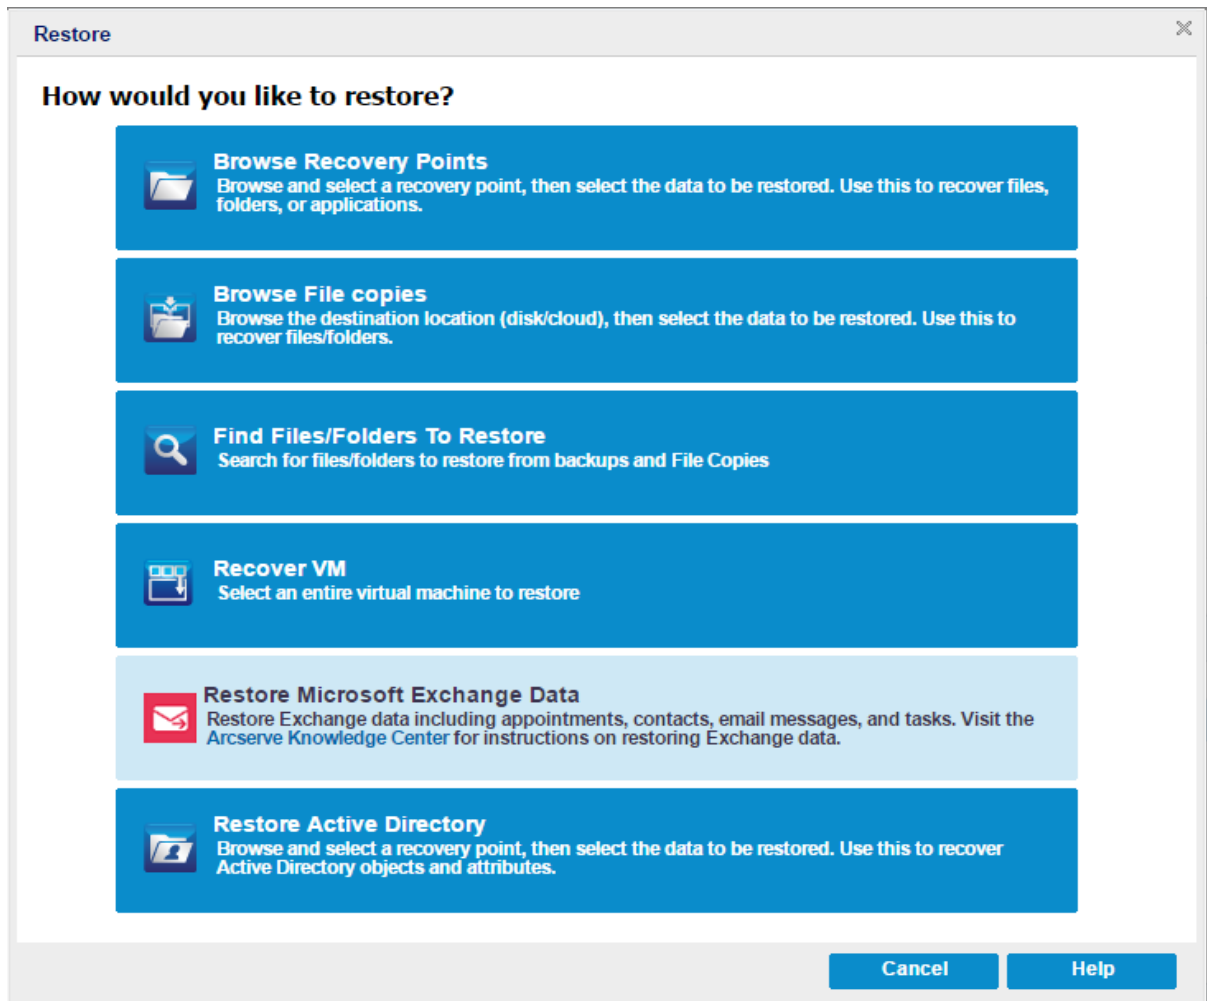 Restore
How would you like to restore?
Browse Recovery Points
Browse and select a recovery point, then select the data to be restored. Use this to recover files,
folders, or applications.
Browse File copies
Browse the destination location (disk/cloud), then select the data to be restored. Use this to
recover files/folders.
Find Files/Folders To Restore
Search for files/folders to restore from backups and File Copies
Recover VM
Select an entire virtual machine to restore
Restore Microsoft Exchange Data
Restore Exchange data including appointments, contacts, email messages, and tasks. Visit the
Arcserve Knowledge Center for instructions on restoring Exchange data.
Restore Active Directory
Browse and select a recovery point, then select the data to be restored. Use this to recover
Active Directory objects and attributes.
Cancel Help